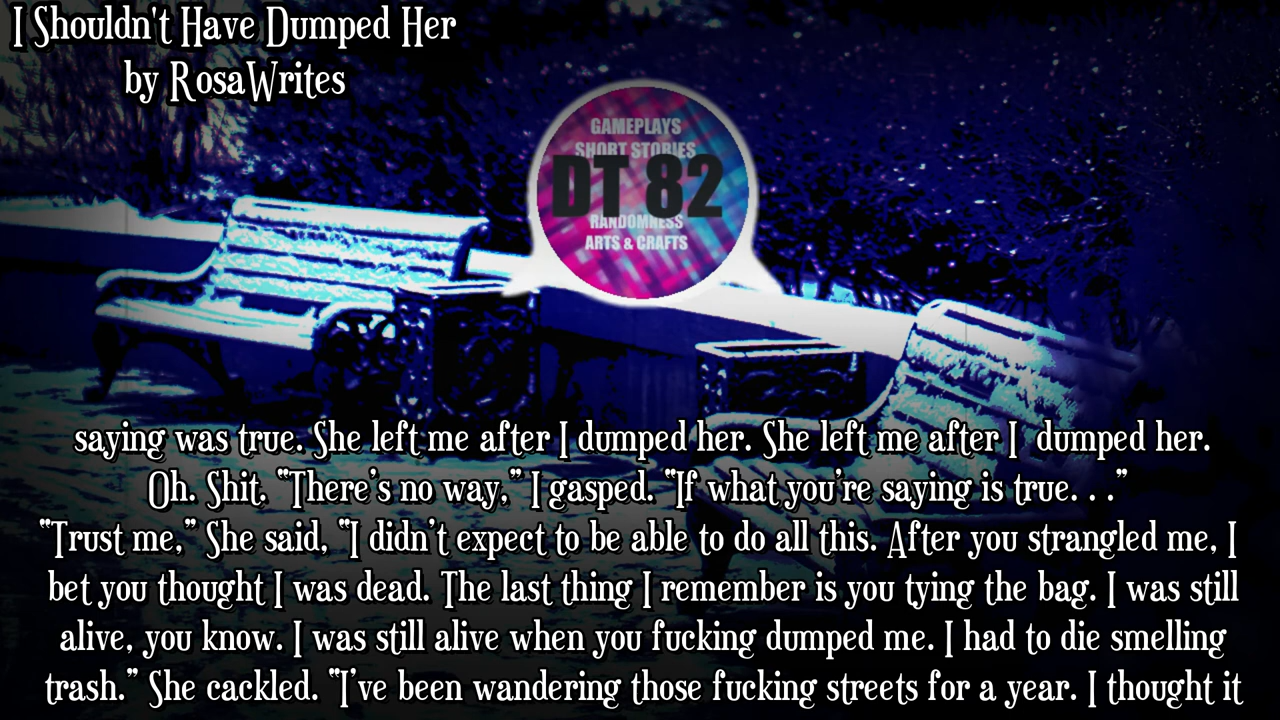 I Shouldn't Have Dumped Her
by RosaWrites
GAMEPLAYS
SHORT STORIES
DT 82
RANDOMNESS
ARTS & CRAFTS
saying was true. She left me after I dumped her. She left me after I  dumped her.
Oh. Shit. “There’s no way,” I gasped. “If what you’re saying is true. . .”
“Trust me,” She said, “I didn’t expect to be able to do all this. After you strangled me, I
bet you thought I was dead. The last thing I remember is you tying the bag. I was still
alive, you know. I was still alive when you fucking dumped me. I had to die smelling
trash.” She cackled. “I’ve been wandering those fucking streets for a year. I thought it